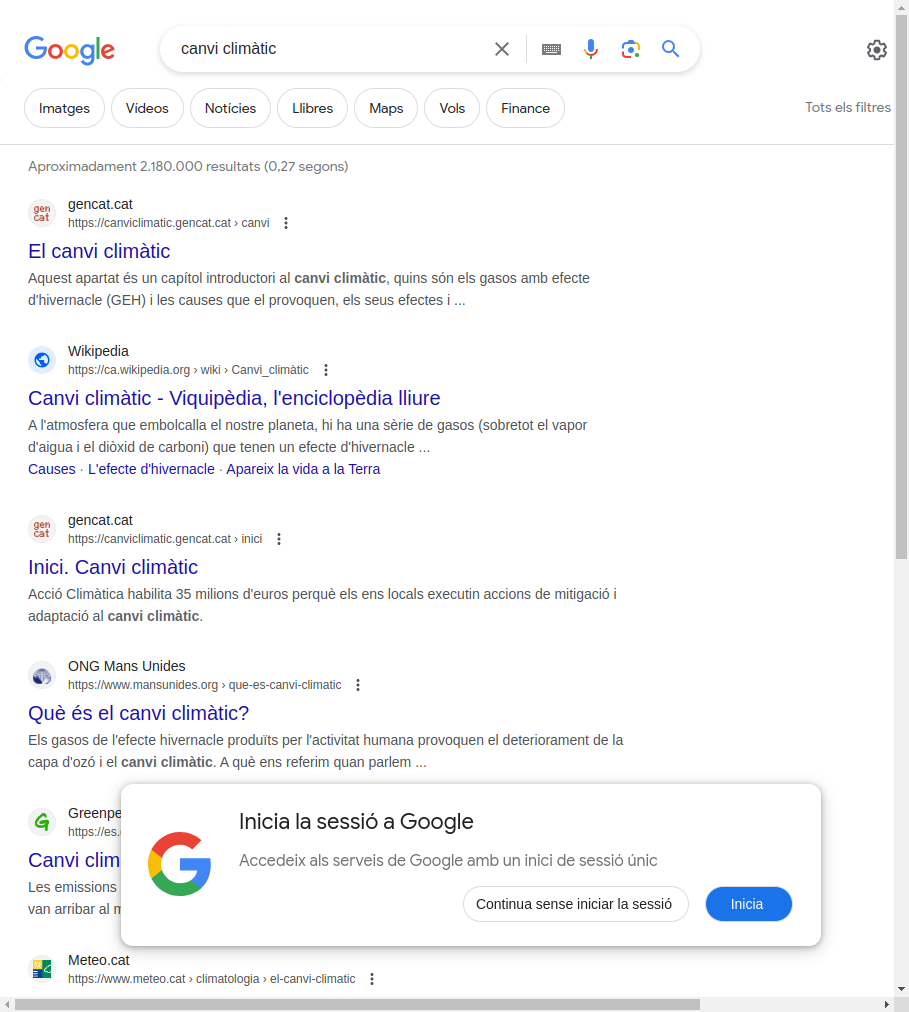 Google
canvi climàtic
Imatges
Vídeos
Notícies
Llibres
Maps
Vols
Finance
Tots els filtres
Aproximadament 2.180.000 resultats (0,27 segons)
gen
cat
gencat.cat
https://canviclimatic.gencat.cat › canvi
El canvi climàtic
Aquest apartat és un capítol introductori al canvi climàtic, quins són els gasos amb efecte
d'hivernacle (GEH) i les causes que el provoquen, els seus efectes i ...
Wikipedia
https://ca.wikipedia.org › wiki › Canvi_climàtic
Canvi climàtic - Viquipèdia, l'enciclopèdia lliure
A l'atmosfera que embolcalla el nostre planeta, hi ha una sèrie de gasos (sobretot el vapor
d'aigua i el diòxid de carboni) que tenen un efecte d'hivernacle ...
Causes · L'efecte d'hivernacle · Apareix la vida a la Terra
gen
cat
gencat.cat
https://canviclimatic.gencat.cat › inici
Inici. Canvi climàtic
Acció Climàtica habilita 35 milions d'euros perquè els ens locals executin accions de mitigació i
adaptació al canvi climàtic.
ONG Mans Unides
https://www.mansunides.org › que-es-canvi-climatic
Què és el canvi climàtic?
Els gasos de l'efecte hivernacle produïts per l'activitat humana provoquen el deteriorament de la
capa d'ozó i el canvi climàtic. A què ens referim quan parlem ...
Greenpe
https://es.
Canvi clim
Les emissions
van arribar al
Inicia la sessió a Google
Accedeix als serveis de Google amb un inici de sessió únic
Continua sense iniciar la sessió
Inicia
Meteo.cat
https://www.meteo.cat › climatologia › el-canvi-climatic